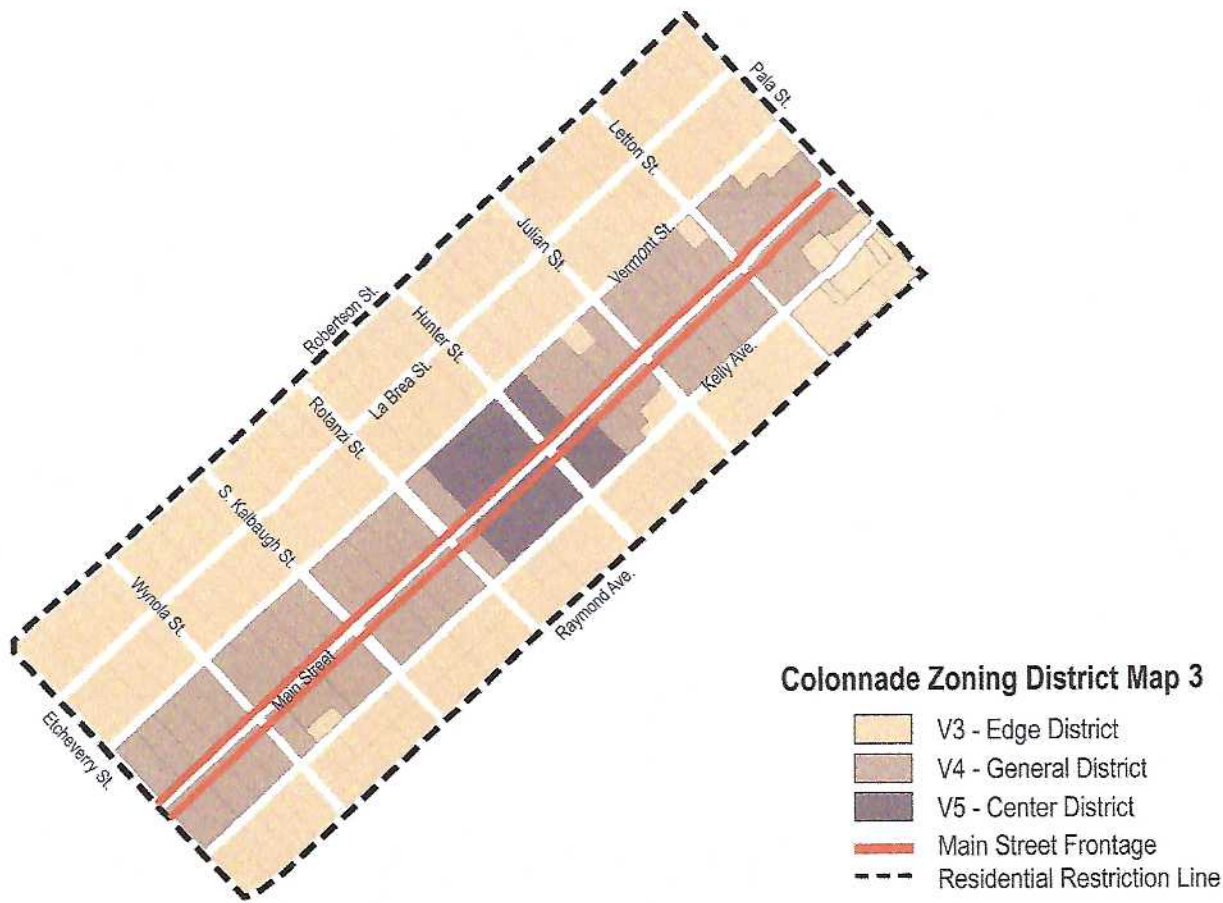 Pala St.
Letton St.
Julian St.
Vermont St.
Hunter St.
Robertson St.
La Brea St.
Rotanzi St.
Kelly Ave.
S. Kalbaugh St.
Wynola St.
Raymond Ave.
Main Street
Etcheverry St.
Colonnade Zoning District Map 3
V3 - Edge District
V4 - General District
V5 - Center District
Main Street Frontage
Residential Restriction Line